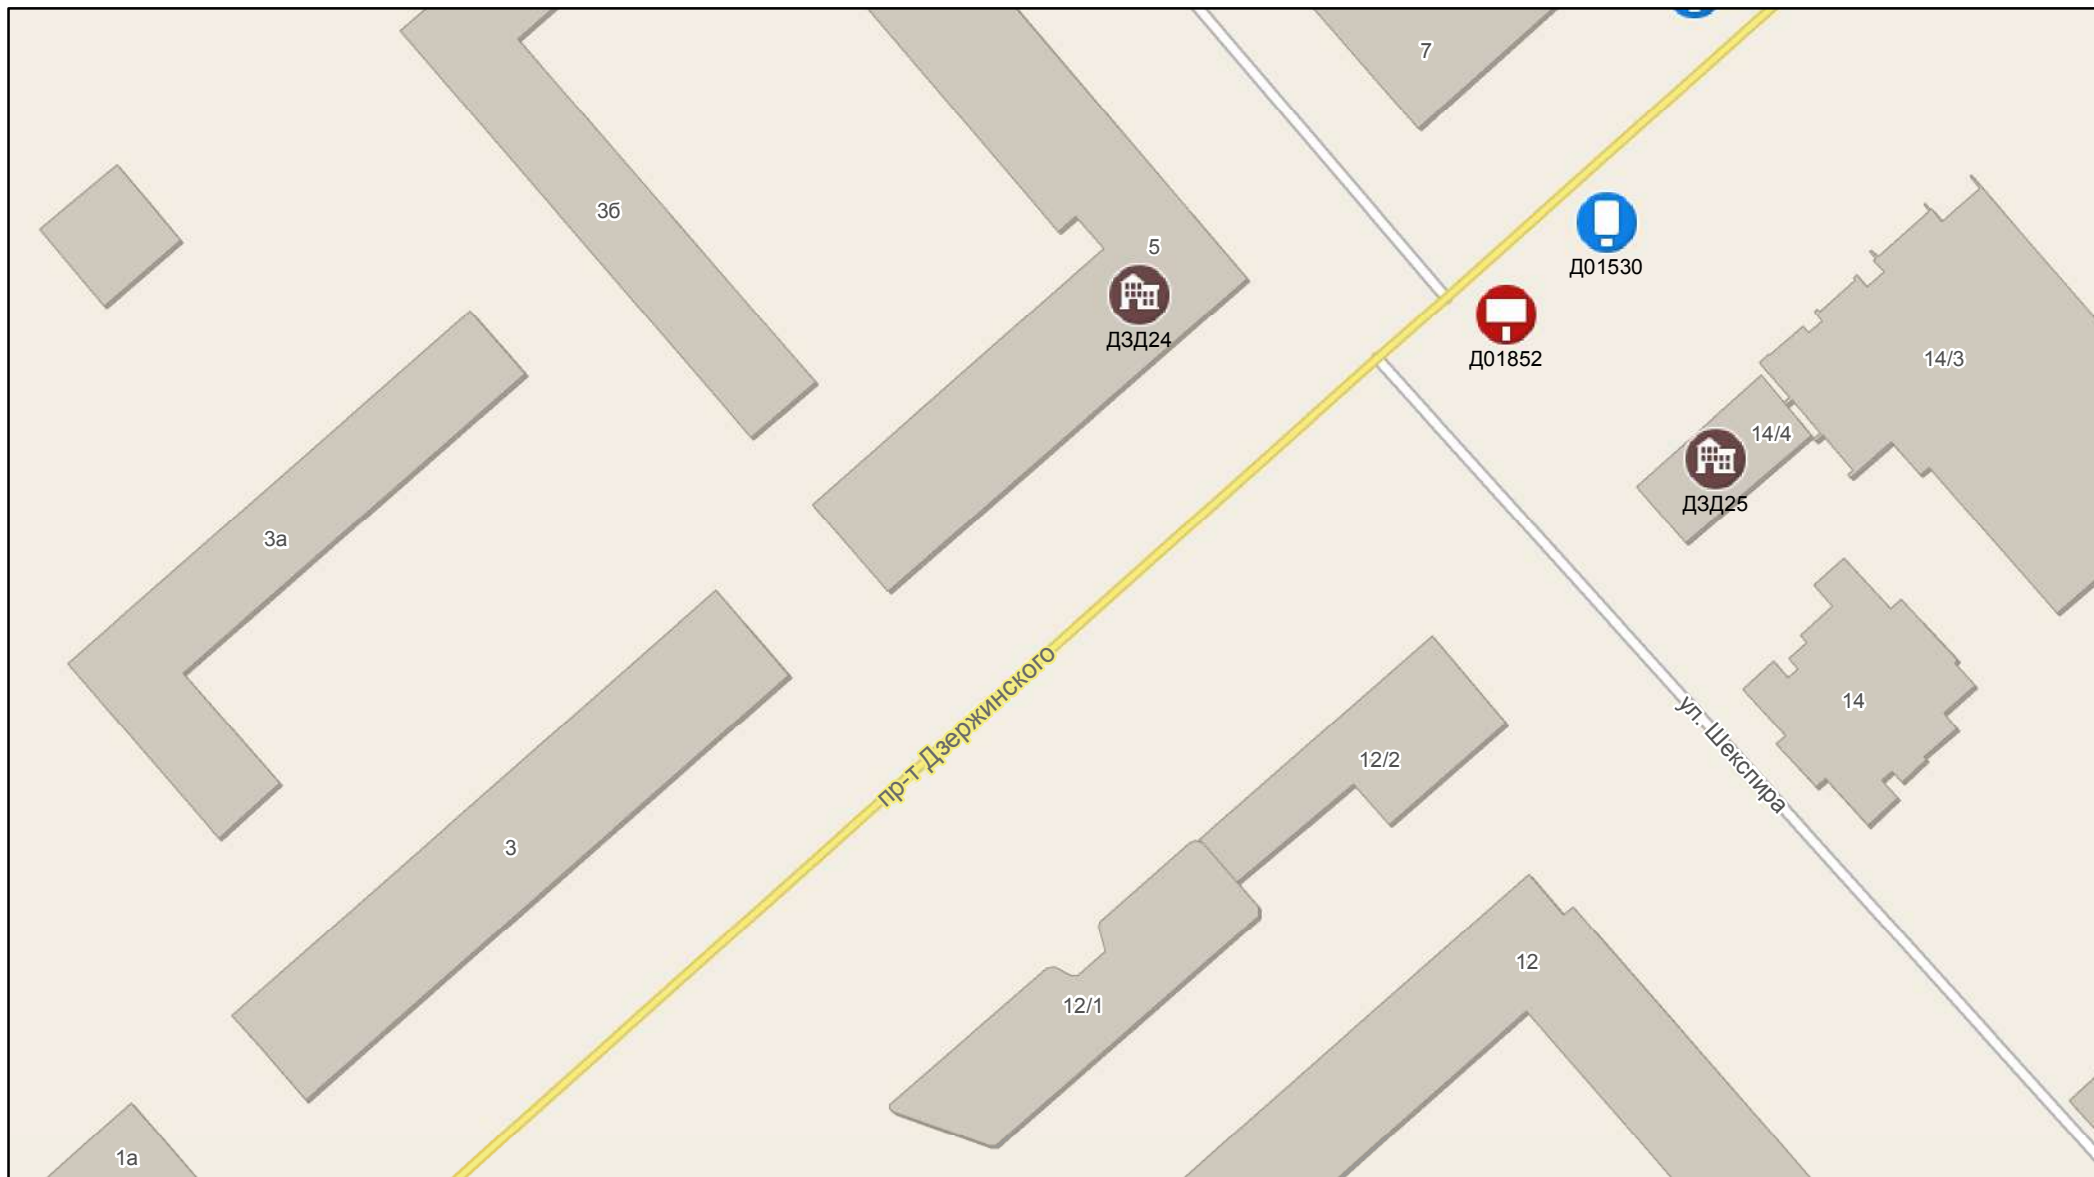 7
3б
5
Д01530
ДЗД24
Д01852
14/3
14/4
ДЗД25
3а
пр-т Дзержинского
14
ул. Шекспира
12/2
3
12
12/1
1а